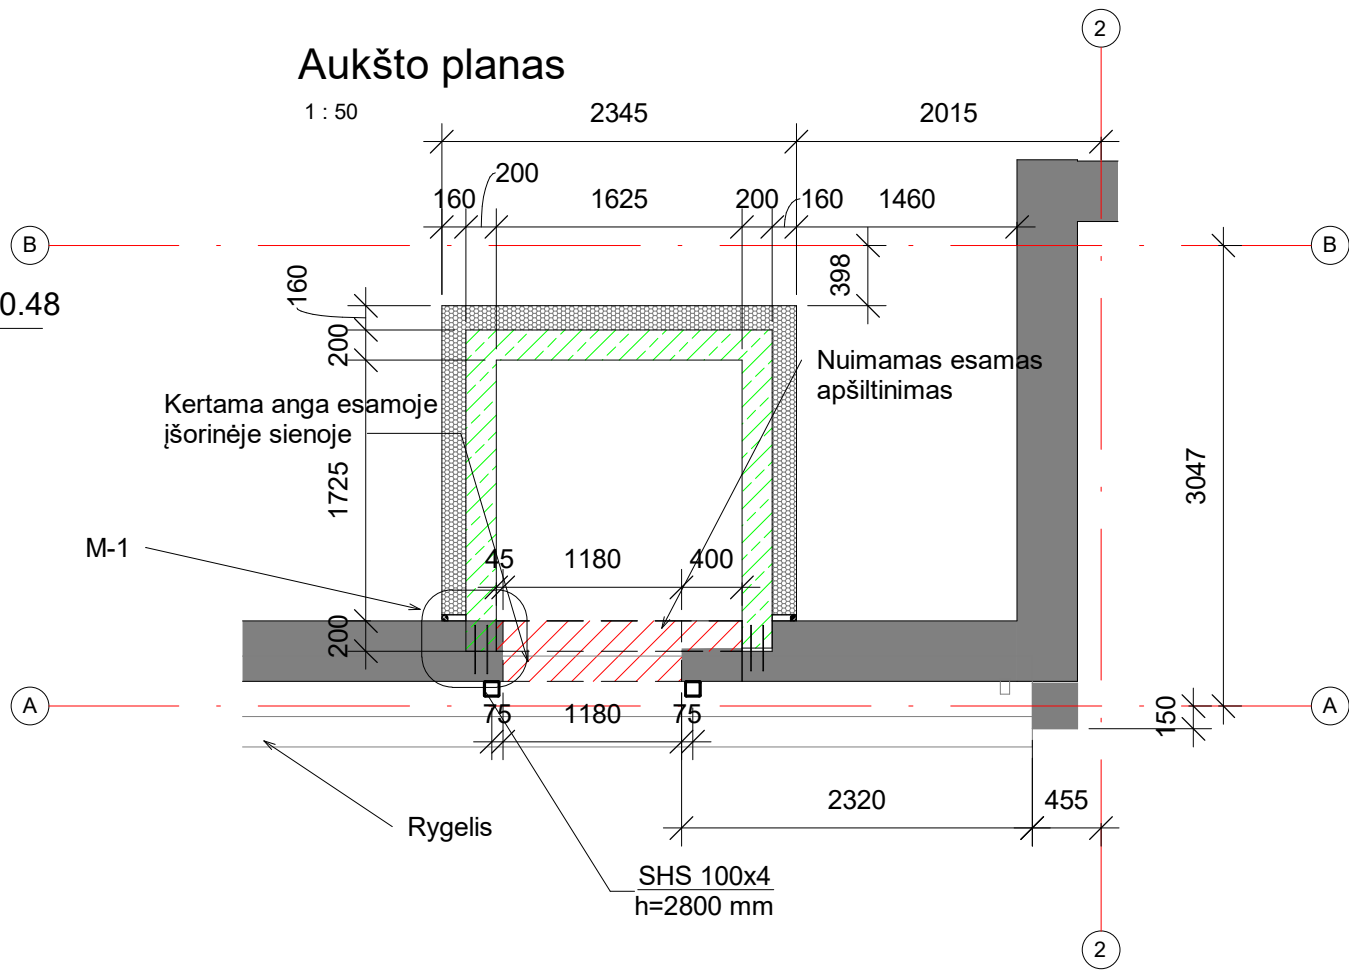 2
Aukšto planas
1 : 50
2345
2015
200
160
1625
200
160
1460
B
B
398
160
0.48
200
Nuimamas esamas
apšiltinimas
Kertama anga esamoje
įšorinėje sienoje
1725
3047
M-1
45
1180
400
200
A
A
75
1180
75
150
2320
455
Rygelis
SHS 100x4
h=2800 mm
2